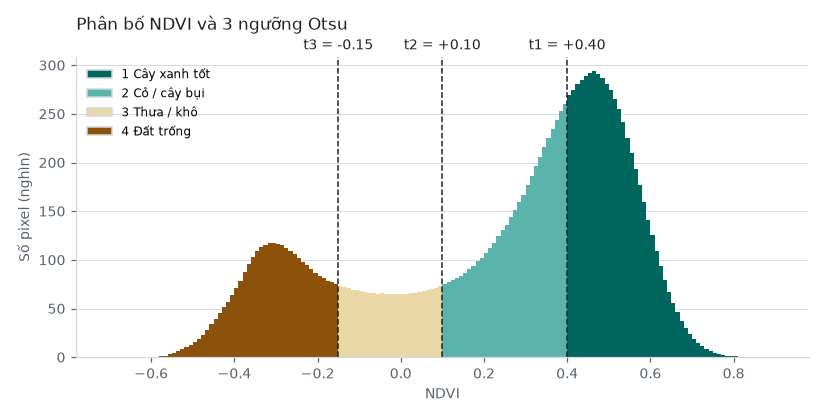 Phân bố NDVI và 3 ngưỡng Otsu
t3 = -0.15 t2 = +0.10 t1 = +0.40
1 Cây xanh tốt
2 Cỏ / cây bụi
3 Thưa / khô
4 Đất trống
Số pixel (nghìn)
300
250
200
150
100
50
0
−0.6 −0.4 −0.2 0.0 0.2 0.4 0.6 0.8
NDVI